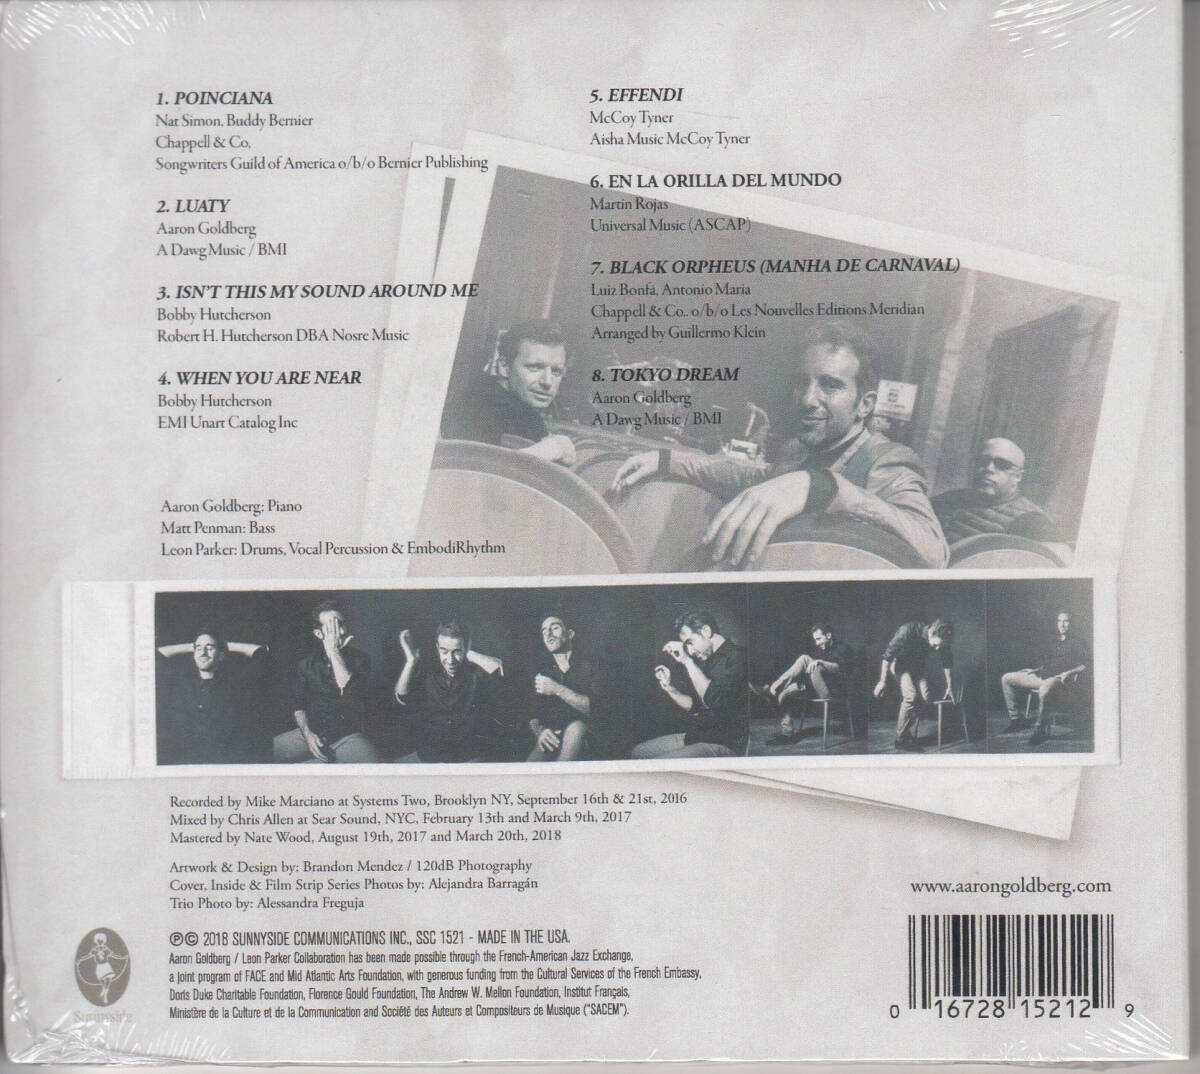 1. POINCIANA
Nat Simon, Buddy Bernier
Chappell & Co,
Songwriters Guild of America o/b/o Bernier Publishing
2. LUATY
Aaron Goldberg
A Dawg Music / BMI
3. ISN'T THIS MY SOUND AROUND ME
Bobby Hutcherson
Robert H. Hutcherson DBA Nosre Music
4. WHEN YOU ARE NEAR
Bobby Hutcherson
EMI Unart Catalog Inc
5. EFFENDI
McCoy Tyner
Aisha Music McCoy Tyner
6. EN LA ORILLA DEL MUNDO
Martin Rojas
Universal Music (ASCAP)
7. BLACK ORPHEUS (MANHA DE CARNAVAL)
Luiz Bonfá, Antonio Maria
Chappell & Co.. o/b/o Les Nouvelles Editions Meridian
Arranged by Guillermo Klein
8. TOKYO DREAM
Aaron Goldberg
A Dawg Music / BMI
Aaron Goldberg: Piano
Matt Penman: Bass
Leon Parker: Drums, Vocal Percussion & EmbodiRhythm
Recorded by Mike Marciano at Systems Two, Brooklyn NY, September 16th & 21st, 2016
Mixed by Chris Allen at Sear Sound, NYC, February 13th and March 9th, 2017
Mastered by Nate Wood, August 19th, 2017 and March 20th, 2018
Artwork & Design by: Brandon Mendez / 120dB Photography
Cover, Inside & Film Strip Series Photos by: Alejandra Barragán
Trio Photo by: Alessandra Freguja
www.aarongoldberg.com
℗© 2018 SUNNYSIDE COMMUNICATIONS INC., SSC 1521 - MADE IN THE USA.
Aaron Goldberg / Leon Parker Collaboration has been made possible through the French-American Jazz Exchange,
a joint program of FACE and Mid Atlantic Arts Foundation, with generous funding from the Cultural Services of the French Embassy,
Doris Duke Charitable Foundation, Florence Gould Foundation, The Andrew W. Mellon Foundation, Institut Français,
Ministère de la Culture et de la Communication and Société des Auteurs et Compositeurs de Musique ("SACEM").
Sunnyside
0 16728 15212 9